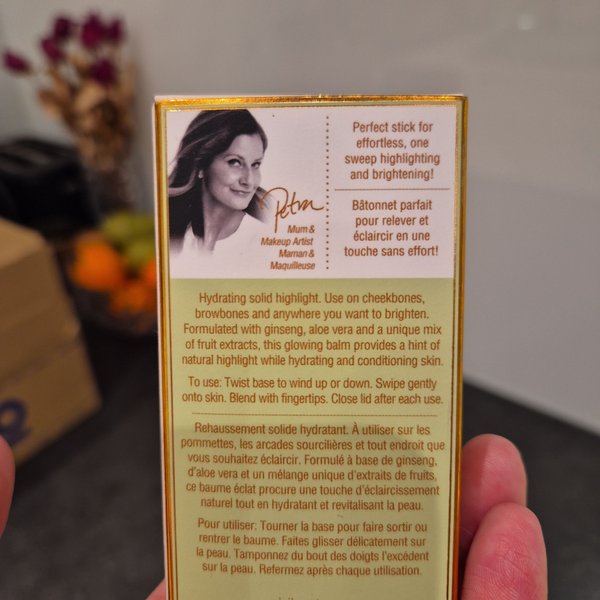 Petra
Mum &
Makeup Artist
Maman &
Maquilleuse
Perfect stick for
effortless, one
sweep highlighting
and brightening!
Bâtonnet parfait
pour relever et
éclaircir en une
touche sans effort!
Hydrating solid highlight. Use on cheekbones,
browbones and anywhere you want to brighten.
Formulated with ginseng, aloe vera and a unique mix
of fruit extracts, this glowing balm provides a hint of
natural highlight while hydrating and conditioning skin.
To use: Twist base to wind up or down. Swipe gently
onto skin. Blend with fingertips. Close lid after each use.
Rehaussement solide hydratant. À utiliser sur les
pommettes, les arcades sourcilières et tout endroit que
vous souhaitez éclaircir. Formulé à base de ginseng,
d'aloe vera et un mélange unique d'extraits de fruits,
ce baume éclat procure une touche d'éclaircissement
naturel tout en hydratant et revitalisant la peau.
Pour utiliser: Tourner la base pour faire sortir ou
rentrer le baume. Faites glisser délicatement sur
la peau. Tamponnez du bout des doigts l'excédent
sur la peau. Refermez après chaque utilisation.